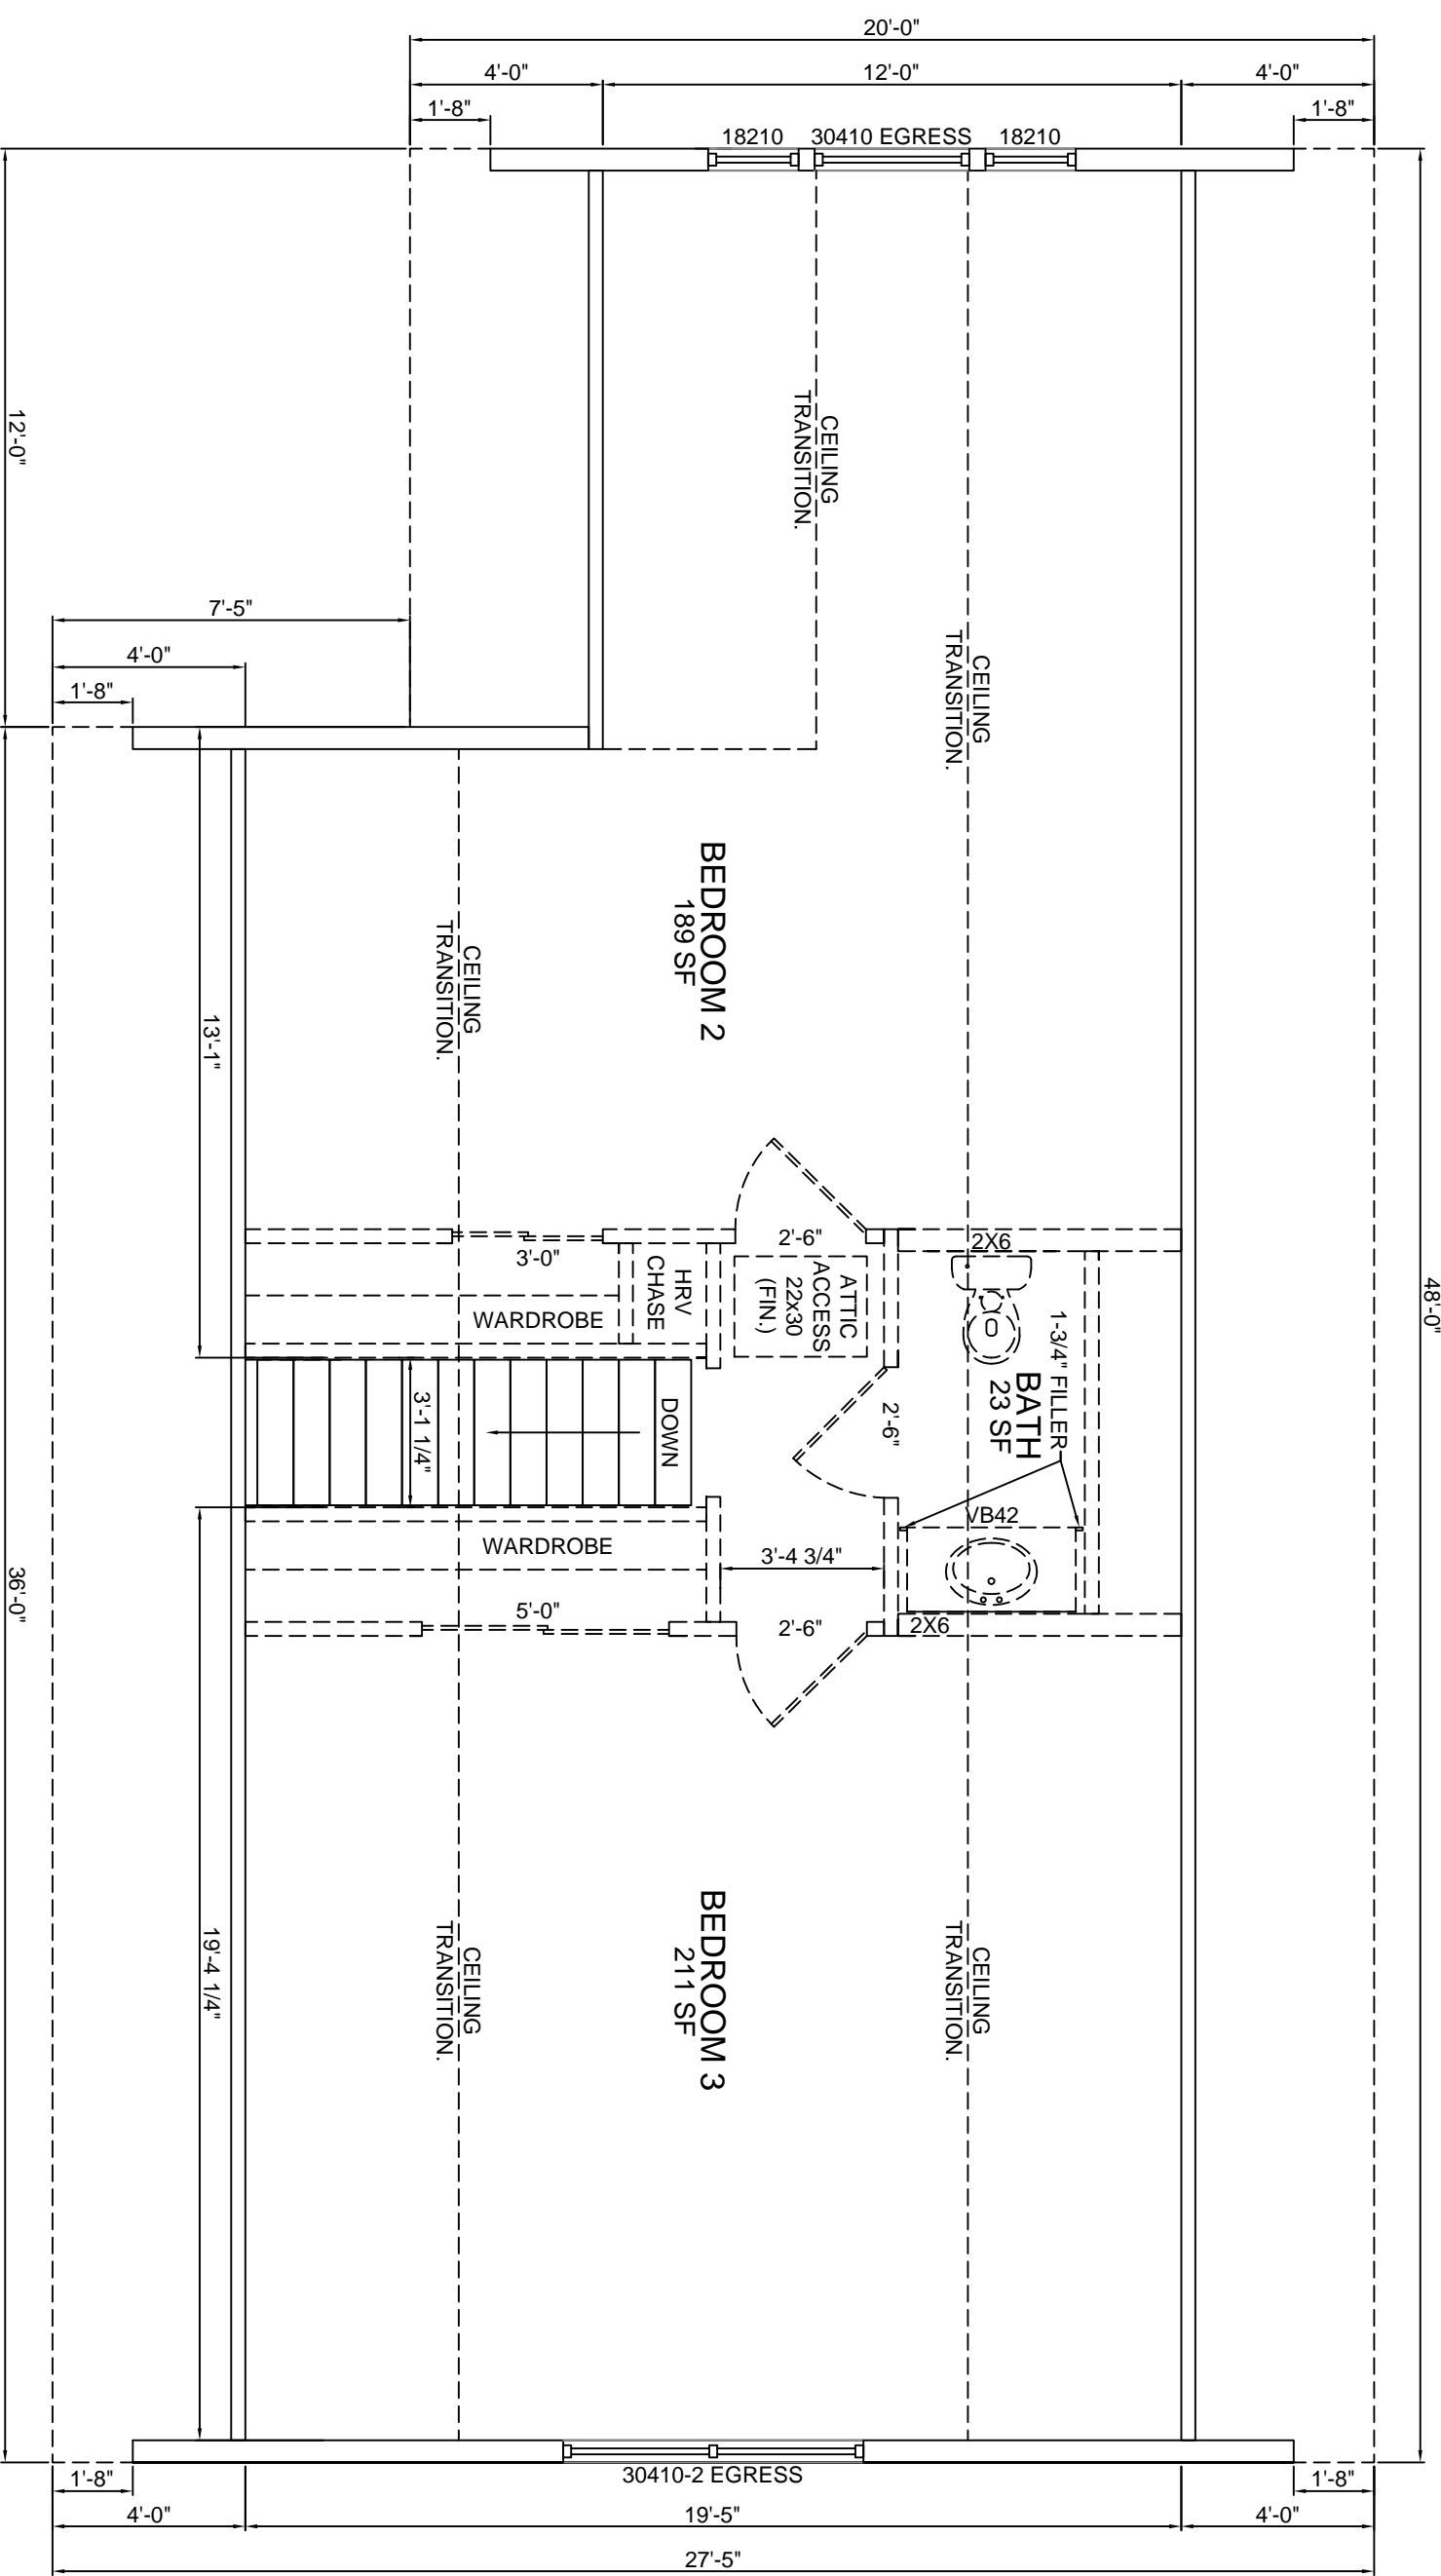 20'-0"
4'-0"
12'-0"
4'-0"
1'-8"
1'-8"
18210
30410 EGRESS
18210
48'-0"
12'-0"
CEILING
TRANSITION.
CEILING
TRANSITION.
7'-5"
4'-0"
1'-8"
BEDROOM 2
189 SF
CEILING
TRANSITION.
13'-1"
3'-0"
2'-6"
2X6
HRV
CHASE
ATTIC
ACCESS
22x30
(FIN.)
WARDROBE
1-3/4" FILLER
BATH
23 SF
DOWN
3'-1 1/4"
2'-6"
VB42
WARDROBE
3'-4 3/4"
5'-0"
2'-6"
2X6
36'-0"
BEDROOM 3
211 SF
CEILING
TRANSITION.
CEILING
TRANSITION.
19'-4 1/4"
30410-2 EGRESS
1'-8"
1'-8"
4'-0"
19'-5"
4'-0"
27'-5"